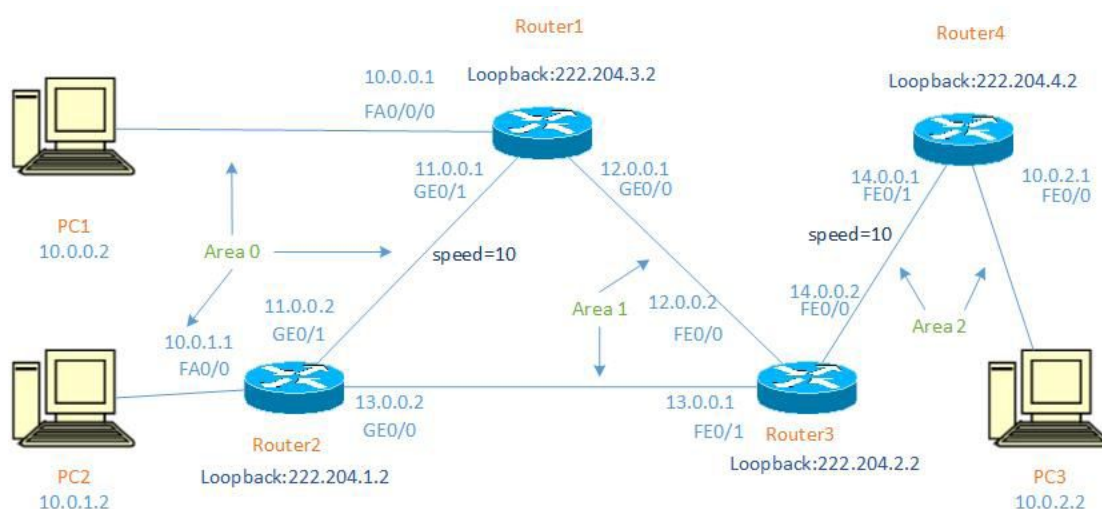 Router1
Router4
10.0.0.1
Loopback:222.204.3.2
Loopback:222.204.4.2
FA0/0/0
11.0.0.1
GE0/1
12.0.0.1
GE0/0
14.0.0.1
FE0/1
10.0.2.1
FE0/0
PC1
10.0.0.2
Area 0
speed=10
speed=10
11.0.0.2
GE0/1
Area 1
12.0.0.2
FE0/0
14.0.0.2
FE0/0
Area 2
10.0.1.1
FA0/0
13.0.0.2
GE0/0
13.0.0.1
FE0/1
Router2
Router3
Loopback:222.204.1.2
Loopback:222.204.2.2
PC2
10.0.1.2
PC3
10.0.2.2